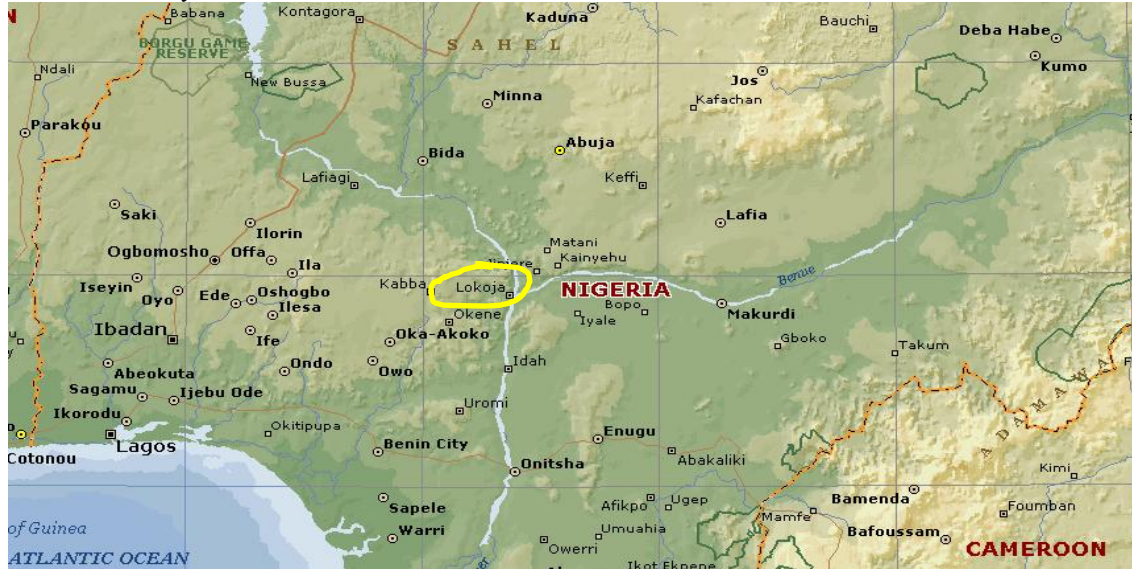 Babana
Kontagora
Kaduna
Bauchi
Deba Habe
BORGU GAME
RESERVE
SAHEL
Ndali
New Bussa
Jos
Kumo
Minna
Kafachan
Parakou
Abuja
Bida
Lafiagi
Keffi
Saki
Ilorin
Lafia
Ogbomosho
Offa
Matani
Ila
Kainyehu
Iseyin
Kabba
Lokoja
NIGERIA
Benue
Oyo
Ede
Oshogbo
Ilesa
Okene
Bopo
Iyale
Makurdi
Ibadan
Ife
Oka-Akoko
Gboko
Takum
Abeokuta
Ondo
Owo
Idah
Sagamu
Ijebu Ode
ADAMAWA
Ikorodu
Uromi
Okitipupa
Lagos
Benin City
Enugu
Cotonou
Onitsha
Abakaliki
Kimi
Sapele
Afikpo
Ugep
Bamenda
Foumban
Mamfe
of Guinea
Warri
Umuahia
Bafoussam
Owerri
ATLANTIC OCEAN
CAMEROON
Ikot Ekpene